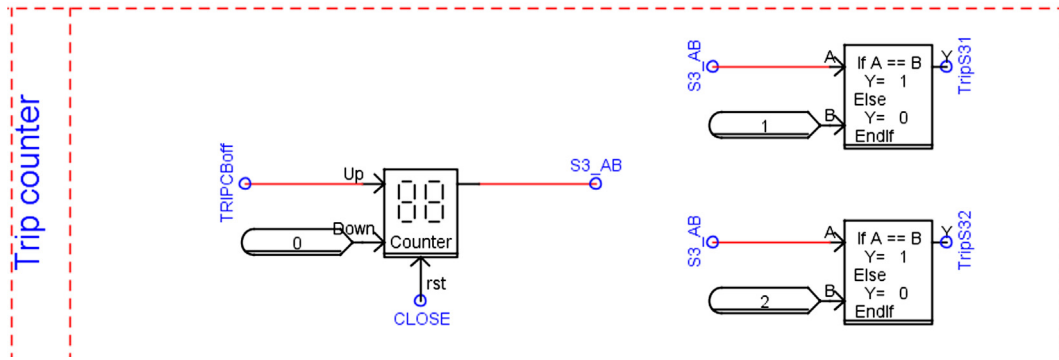 Trip counter
TRIPCBoff
Up
0
Down
Counter
rst
CLOSE
S3_AB
S3_AB
A
If A == B
Y= 1
Else
Y= 0
EndIf
1
B
Y
TripS31
S3_AB
A
If A == B
Y= 1
Else
Y= 0
EndIf
2
B
Y
TripS32